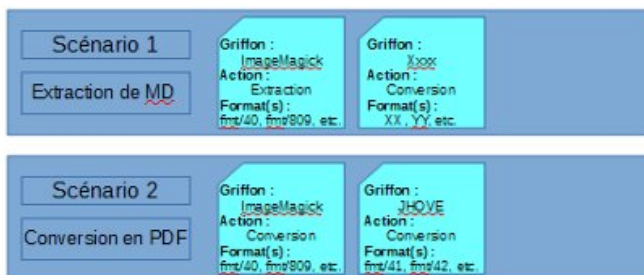 Scénario 1
Extraction de MD
Griffon :
ImageMagick
Action :
Extraction
Format(s) :
fmt/40, fmt/809, etc.
Griffon :
Xxxx
Action :
Conversion
Format(s) :
XX , YY, etc.
Scénario 2
Conversion en PDF
Griffon :
ImageMagick
Action :
Conversion
Format(s) :
fmt/40, fmt/809, etc.
Griffon :
JHOVE
Action :
Conversion
Format(s) :
fmt/41, fmt/42, etc.